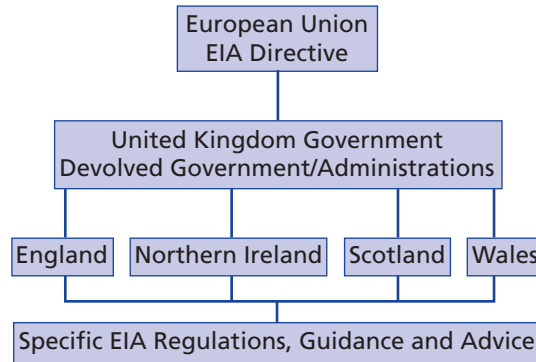 European Union
EIA Directive
United Kingdom Government
Devolved Government/Administrations
England
Northern Ireland
Scotland
Wales
Specific EIA Regulations, Guidance and Advice